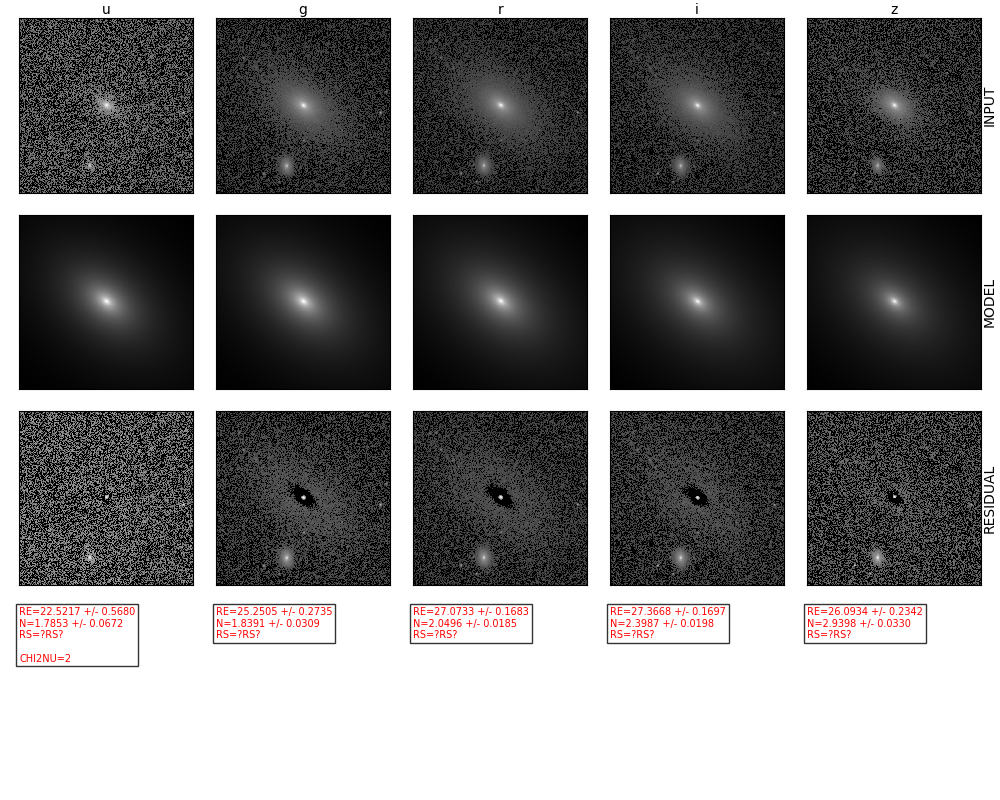 u g r i z
INPUT
MODEL
RESIDUAL
RE=22.5217 +/- 0.5680
N=1.7853 +/- 0.0672
RS=?RS?
CHI2NU=2
RE=25.2505 +/- 0.2735
N=1.8391 +/- 0.0309
RS=?RS?
RE=27.0733 +/- 0.1683
N=2.0496 +/- 0.0185
RS=?RS?
RE=27.3668 +/- 0.1697
N=2.3987 +/- 0.0198
RS=?RS?
RE=26.0934 +/- 0.2342
N=2.9398 +/- 0.0330
RS=?RS?